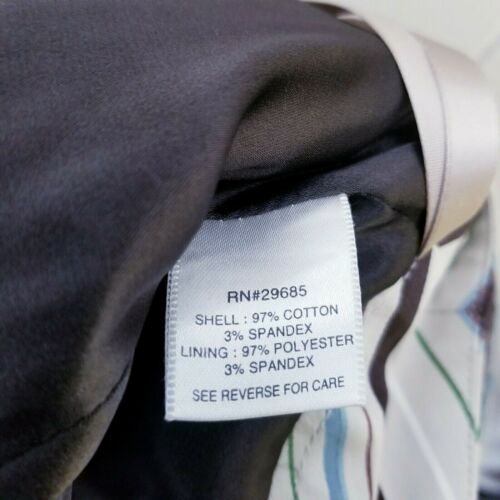 RN#29685
SHELL : 97% COTTON
3% SPANDEX
LINING : 97% POLYESTER
3% SPANDEX
SEE REVERSE FOR CARE